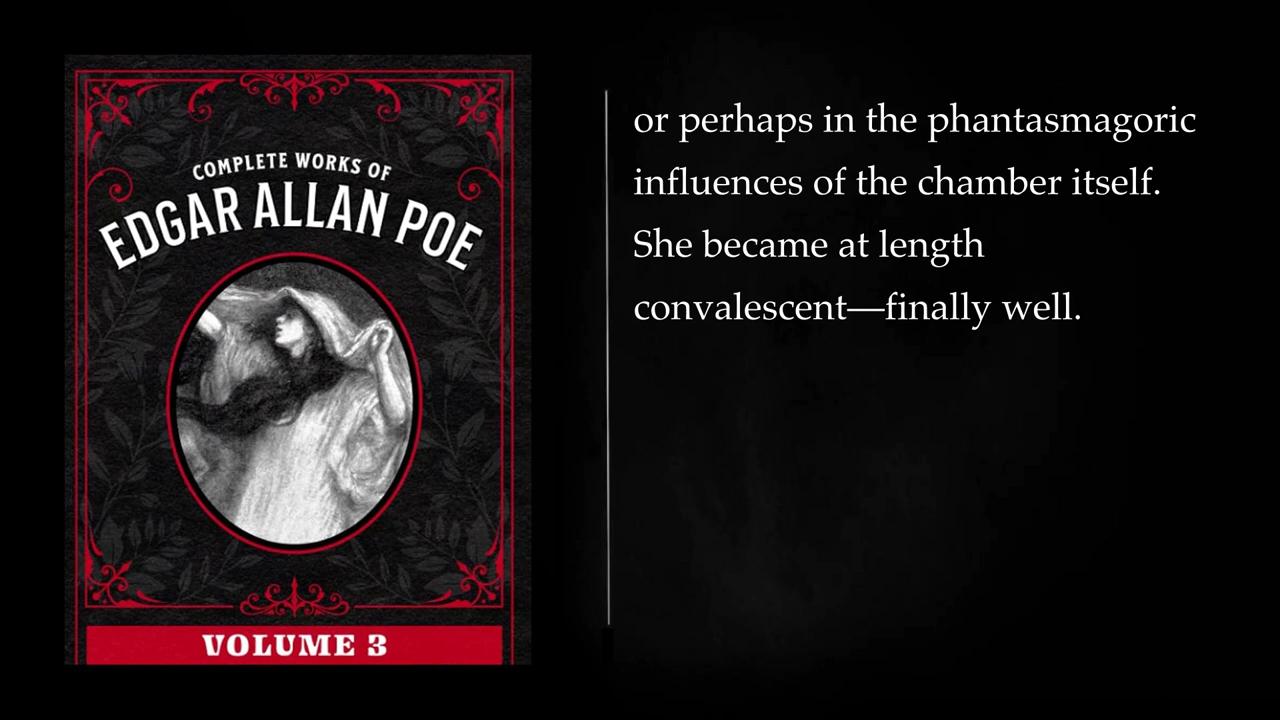 COMPLETE WORKS OF
EDGAR ALLAN POE
VOLUME 3
or perhaps in the phantasmagoric
influences of the chamber itself.
She became at length
convalescent—finally well.